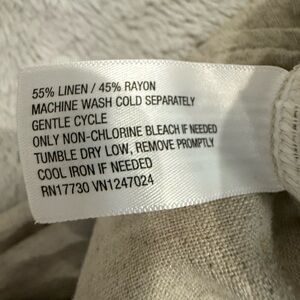 55% LINEN / 45% RAYON
MACHINE WASH COLD SEPARATELY
GENTLE CYCLE
ONLY NON-CHLORINE BLEACH IF NEEDED
TUMBLE DRY LOW, REMOVE PROMPTLY
COOL IRON IF NEEDED
RN17730 VN1247024